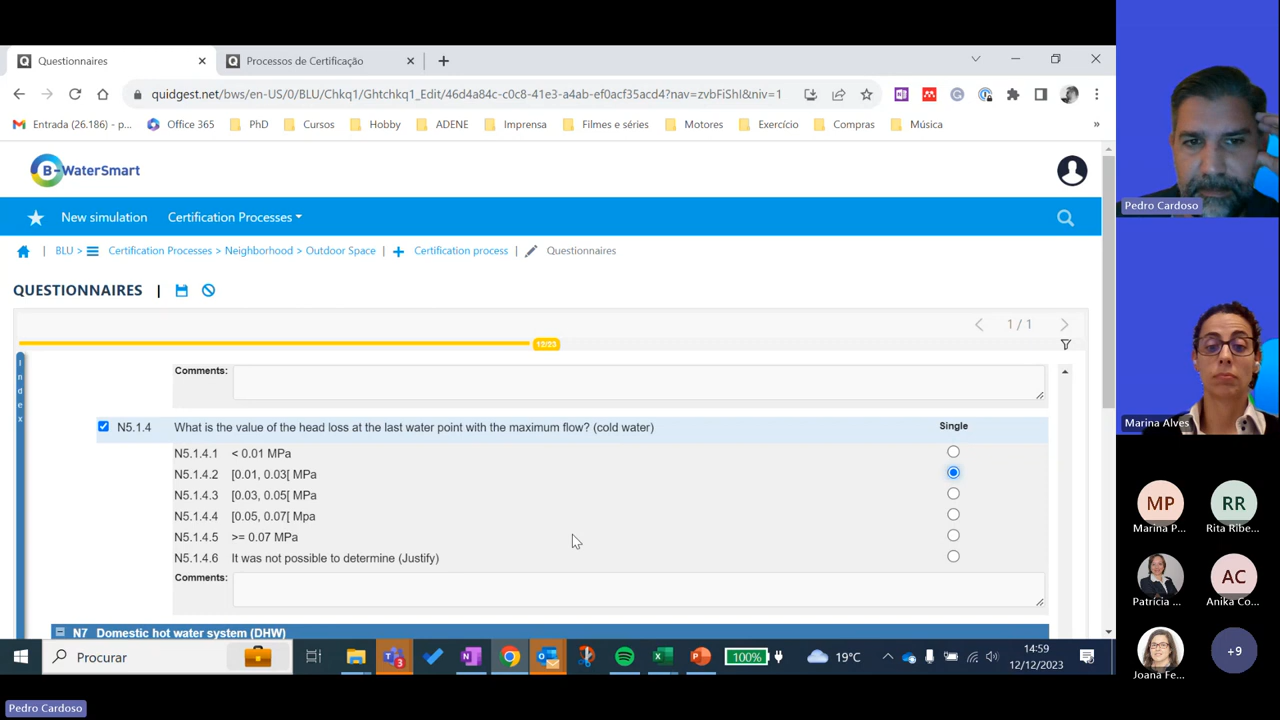 Questionnaires
Processos de Certificação
quidgest.net/bws/en-US/0/BLU/Chkq1/Ghtchkq1_Edit/46d4a84c-c0c8-41e3-a4ab-ef0acf35acd4?nav=zvbFiShI&niv=1
Entrada (26.186) - p...
Office 365
PhD
Cursos
Hobby
ADENE
Imprensa
Filmes e séries
Motores
Exercício
Compras
Música
»
B-WaterSmart
New simulation
Certification Processes
BLU > Certification Processes > Neighborhood > Outdoor Space
Certification process
Questionnaires
QUESTIONNAIRES |
1 / 1
12/23
Index
Comments:
N5.1.4 What is the value of the head loss at the last water point with the maximum flow? (cold water) Single
N5.1.4.1 < 0.01 MPa
N5.1.4.2 [0.01, 0.03[ MPa
N5.1.4.3 [0.03, 0.05[ MPa
N5.1.4.4 [0.05, 0.07[ Mpa
N5.1.4.5 >= 0.07 MPa
N5.1.4.6 It was not possible to determine (Justify)
Comments:
N7 Domestic hot water system (DHW)
Procurar
3
100%
19°C
14:59
12/12/2023
Pedro Cardoso
Pedro Cardoso
Marina Alves
MP
Marina P...
RR
Rita Ribe...
Patrícia ...
AC
Anika Co...
Joana Fe...
+9